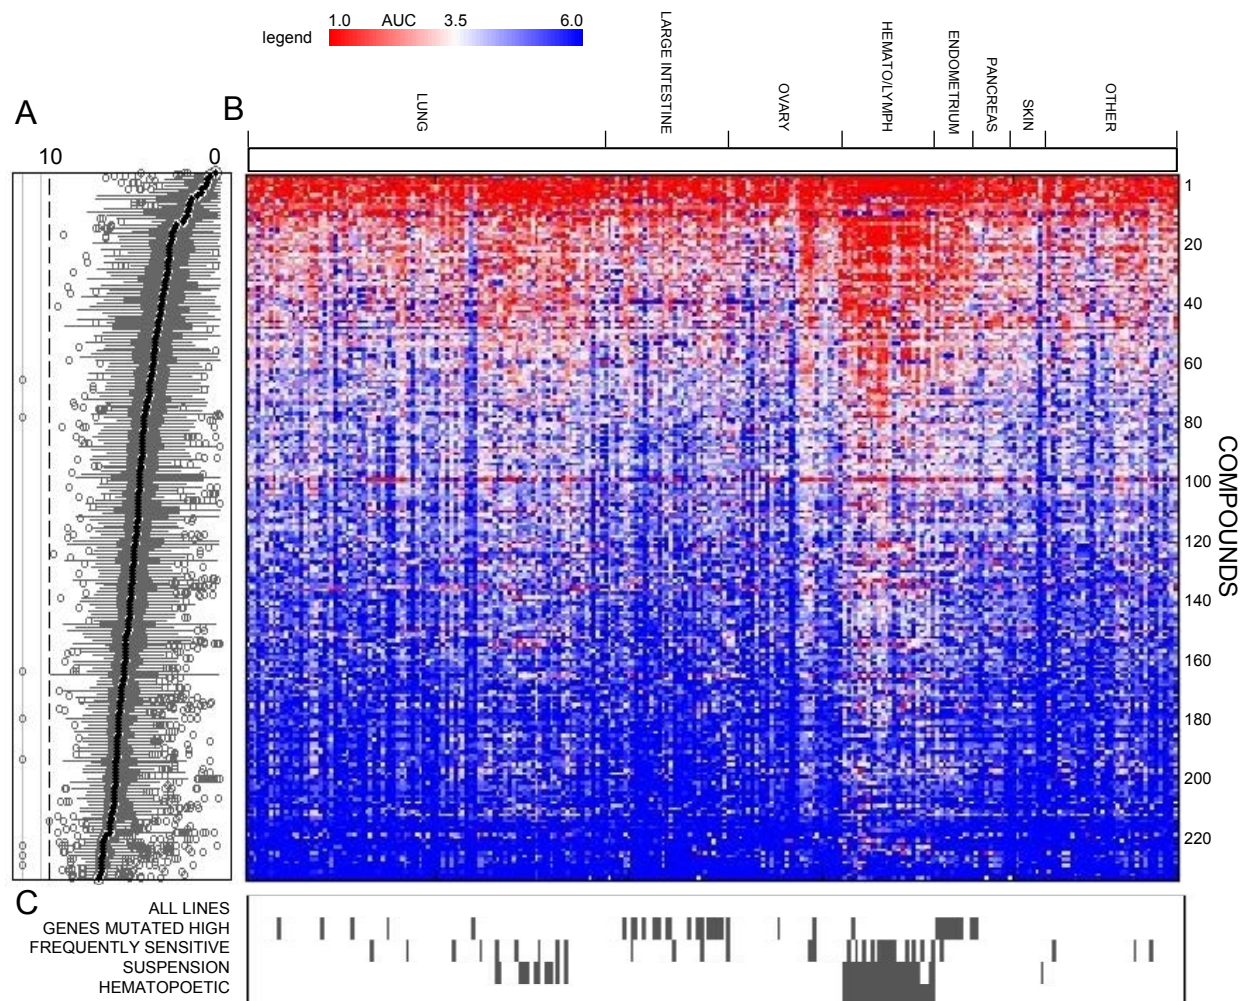 1.0 AUC 3.5 6.0
legend
LUNG
LARGE INTESTINE
OVARY
HEMATO/LYMPH
ENDOMETRIUM
PANCREAS
SKIN
OTHER
A
B
10 0
1
20
40
60
80
100
120
140
160
180
200
220
COMPOUNDS
C
ALL LINES
GENES MUTATED HIGH
FREQUENTLY SENSITIVE
SUSPENSION
HEMATOPOETIC